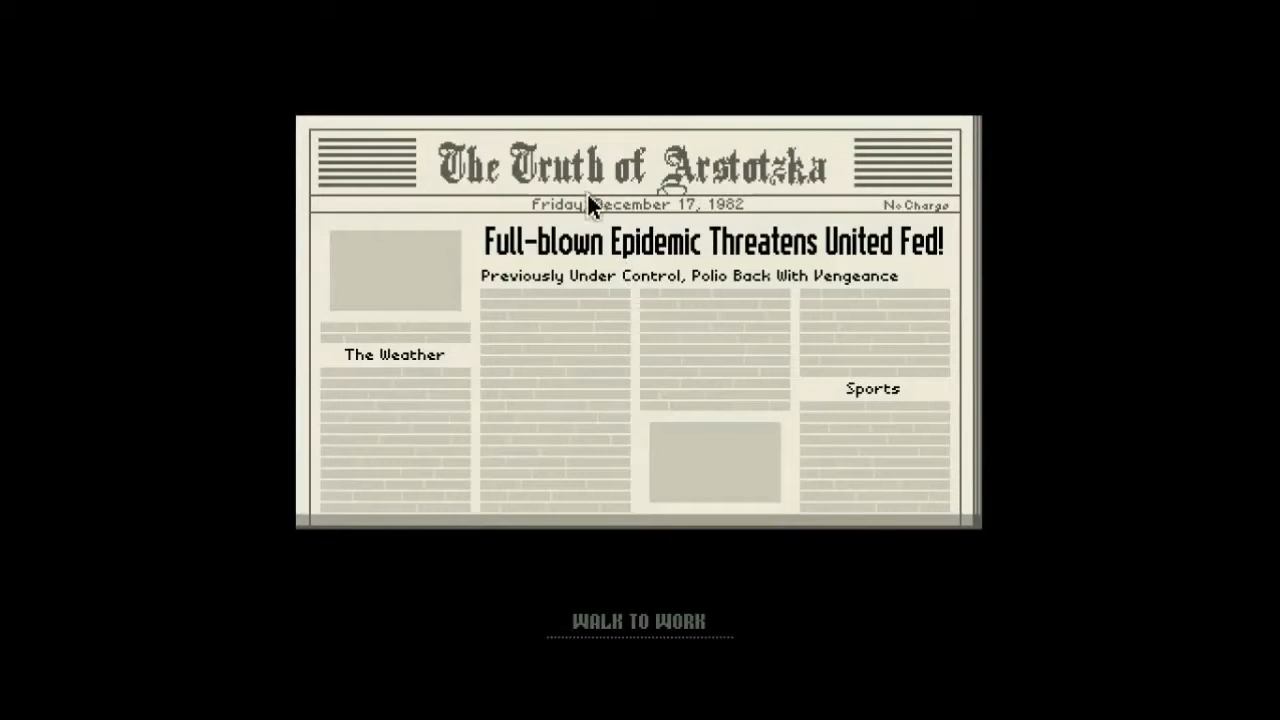 The Truth of Arstotzka
Friday, December 17, 1982
No Charge
Full-blown Epidemic Threatens United Fed!
Previously Under Control, Polio Back With Vengeance
The Weather
Sports
WALK TO WORK